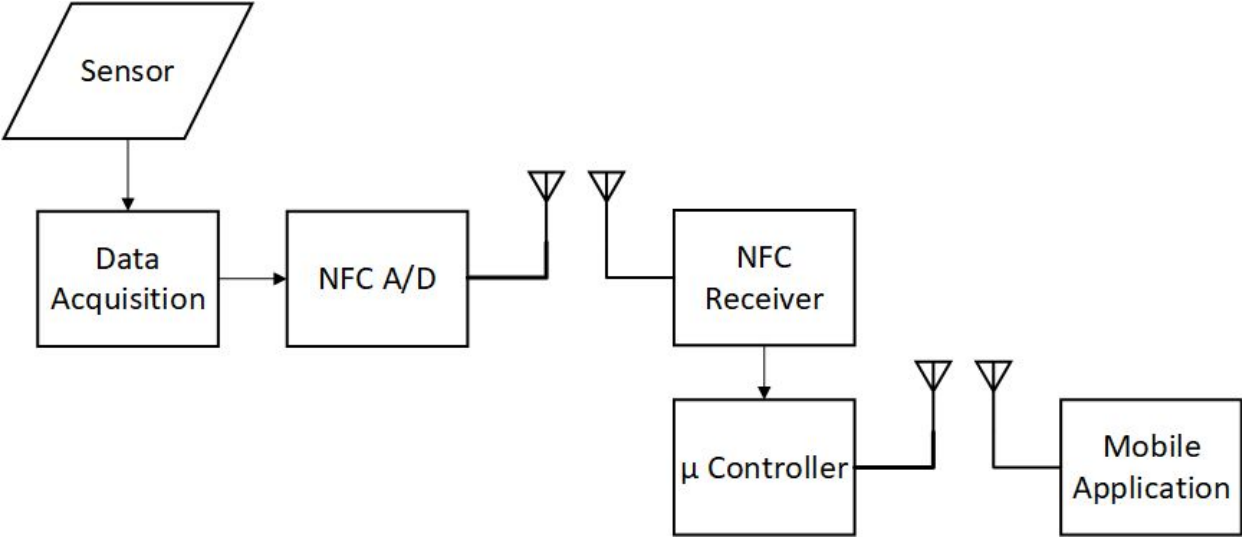 Sensor
Data
Acquisition
NFC A/D
NFC
Receiver
μ Controller
Mobile
Application